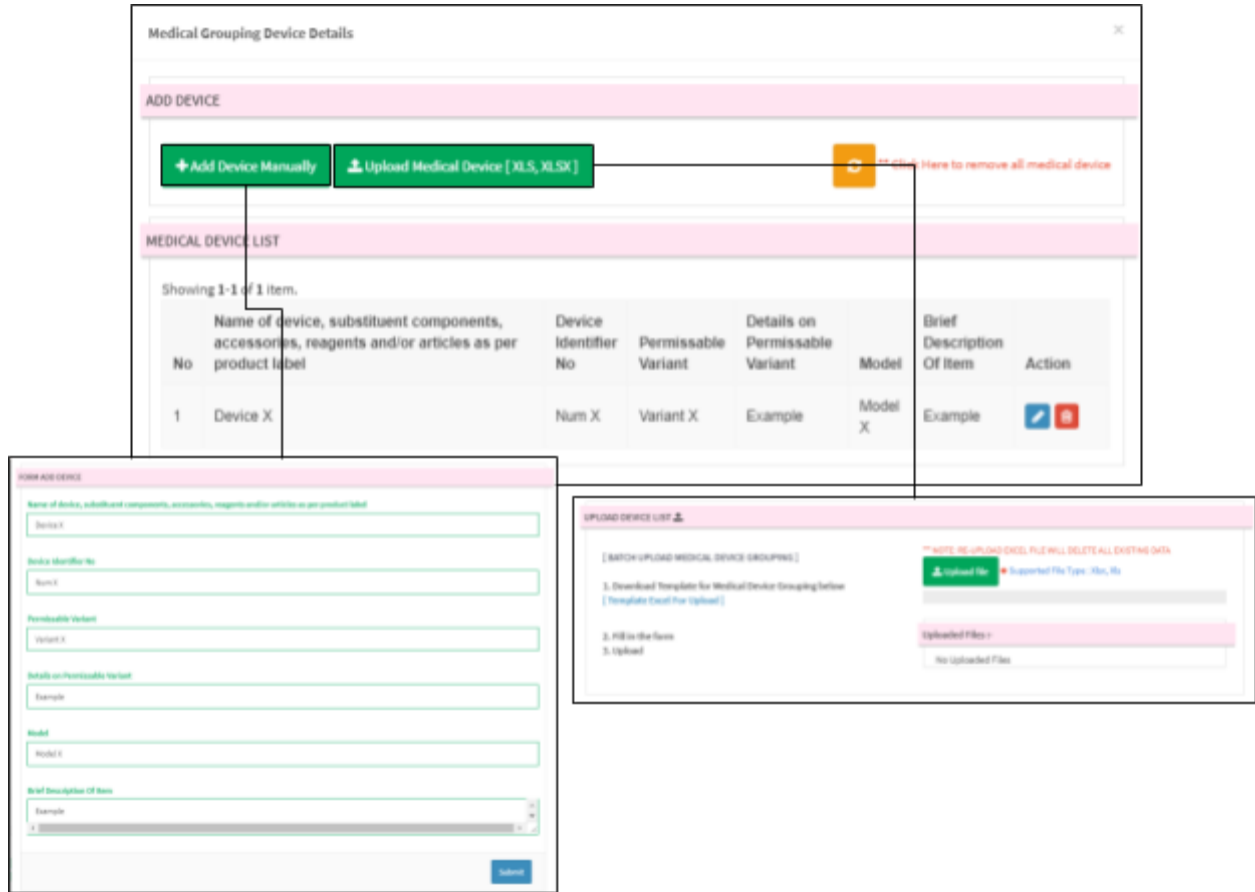 Medical Grouping Device Details
×
ADD DEVICE
Add Device Manually
Upload Medical Device [ XLS, XLSX ]
** Click Here to remove all medical device
MEDICAL DEVICE LIST
Showing 1-1 of 1 item.
No
Name of device, substituent components,
accessories, reagents and/or articles as per
product label
Device
Identifier
No
Permissable
Variant
Details on
Permissable
Variant
Model
Brief
Description
Of Item
Action
1
Device X
Num X
Variant X
Example
Model
X
Example
FORM ADD DEVICE
Name of device, substituent components, accessories, reagents and/or articles as per product label
Device X
Device Identifier No
Num X
Permissable Variant
Variant X
Details on Permissable Variant
Example
Model
Model X
Brief Description Of Item
Example
Submit
UPLOAD DEVICE LIST
[ BATCH UPLOAD MEDICAL DEVICE GROUPING ]
1. Download Template for Medical Device Grouping below
[ Template Excel For Upload ]
2. Fill in the form
3. Upload
** NOTE: RE-UPLOAD EXCEL FILE WILL DELETE ALL EXISTING DATA
Upload file
Supported File Type : Xlsx, Xls
Uploaded Files :-
No Uploaded Files